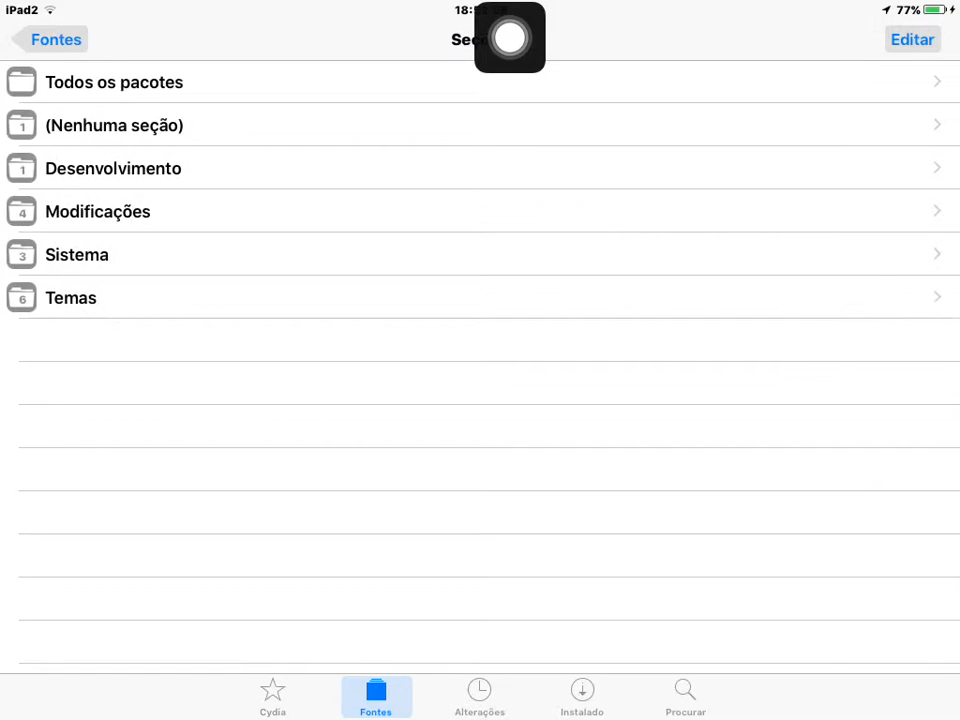 iPad2 18: 77%
Fontes Editar
Todos os pacotes
1 (Nenhuma seção)
1 Desenvolvimento
4 Modificações
3 Sistema
6 Temas
Cydia Fontes Alterações Instalado Procurar